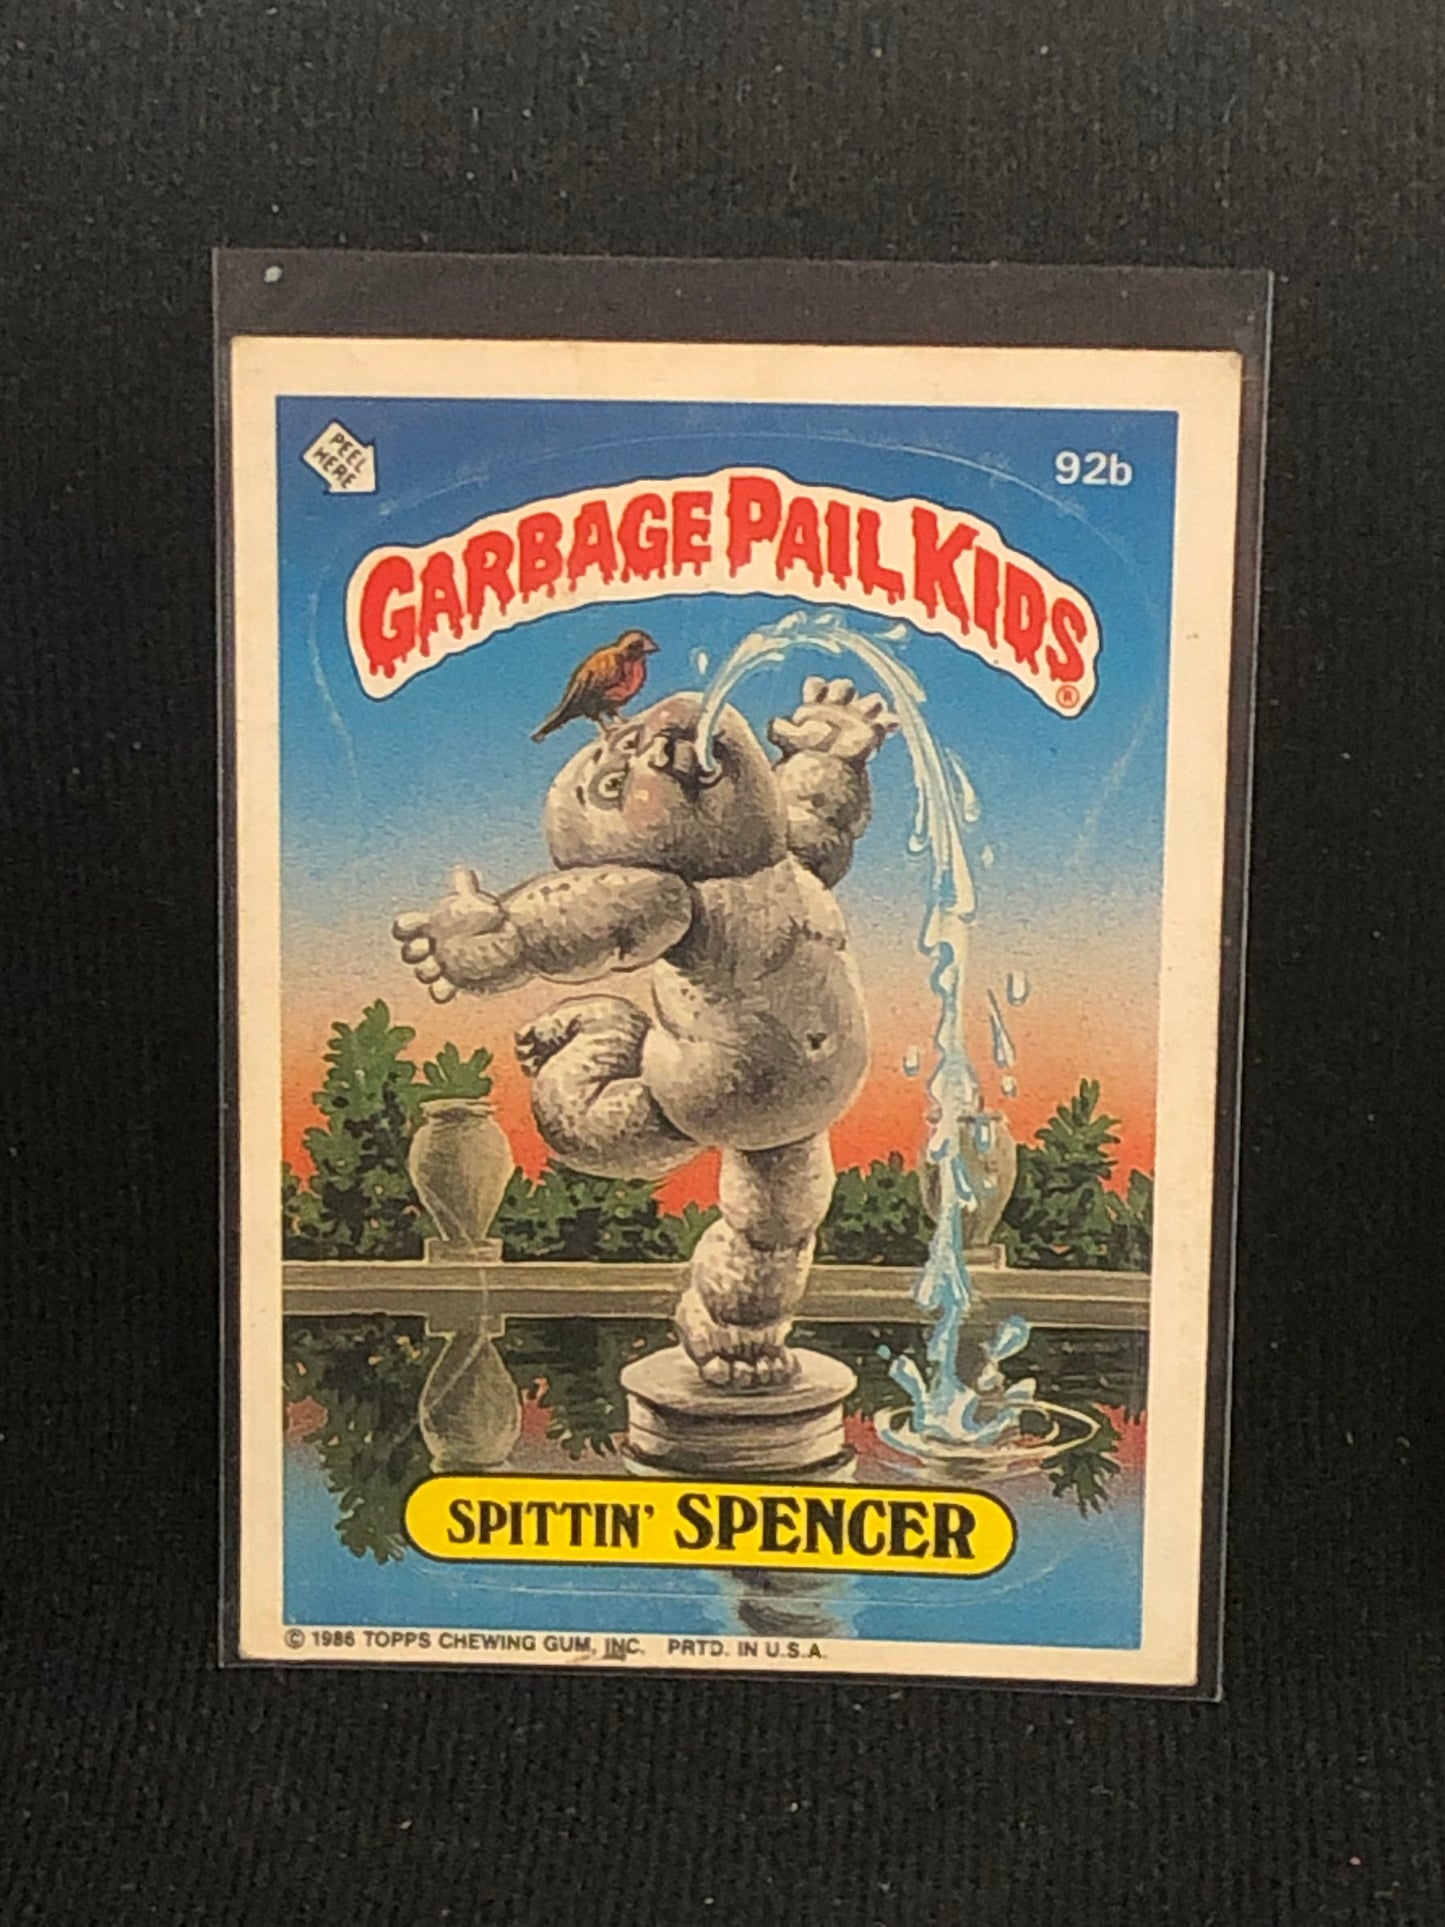 PEEL
HERE
92b
GARBAGE PAIL KIDS®
SPITTIN' SPENCER
© 1986 TOPPS CHEWING GUM, INC. PRTD. IN U.S.A.